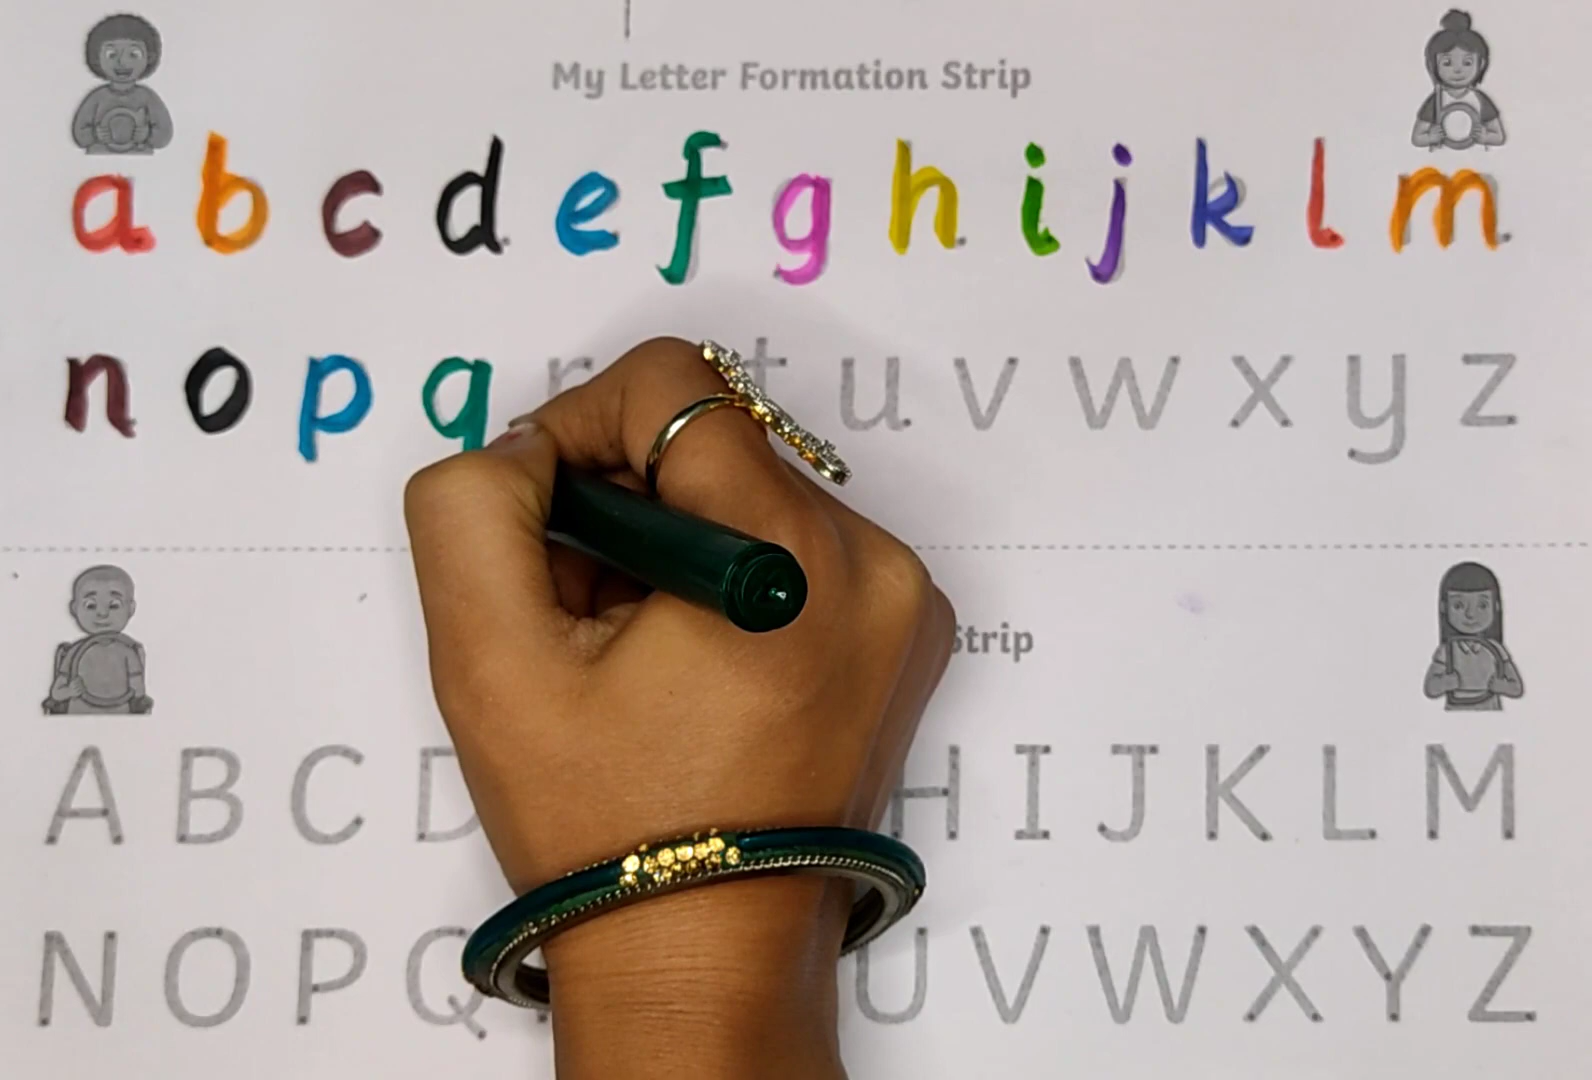 My Letter Formation Strip
a b c d e f g h i j k l m
n o p q r t u v w x y z
Strip
A B C D H I J K L M
N O P Q U V W X Y Z